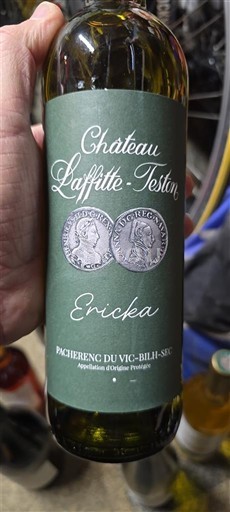 Château
Laffitte-Teston
Ericka
PACHERENC DU VIC-BILH-SEC
Appellation d'Origine Protégée